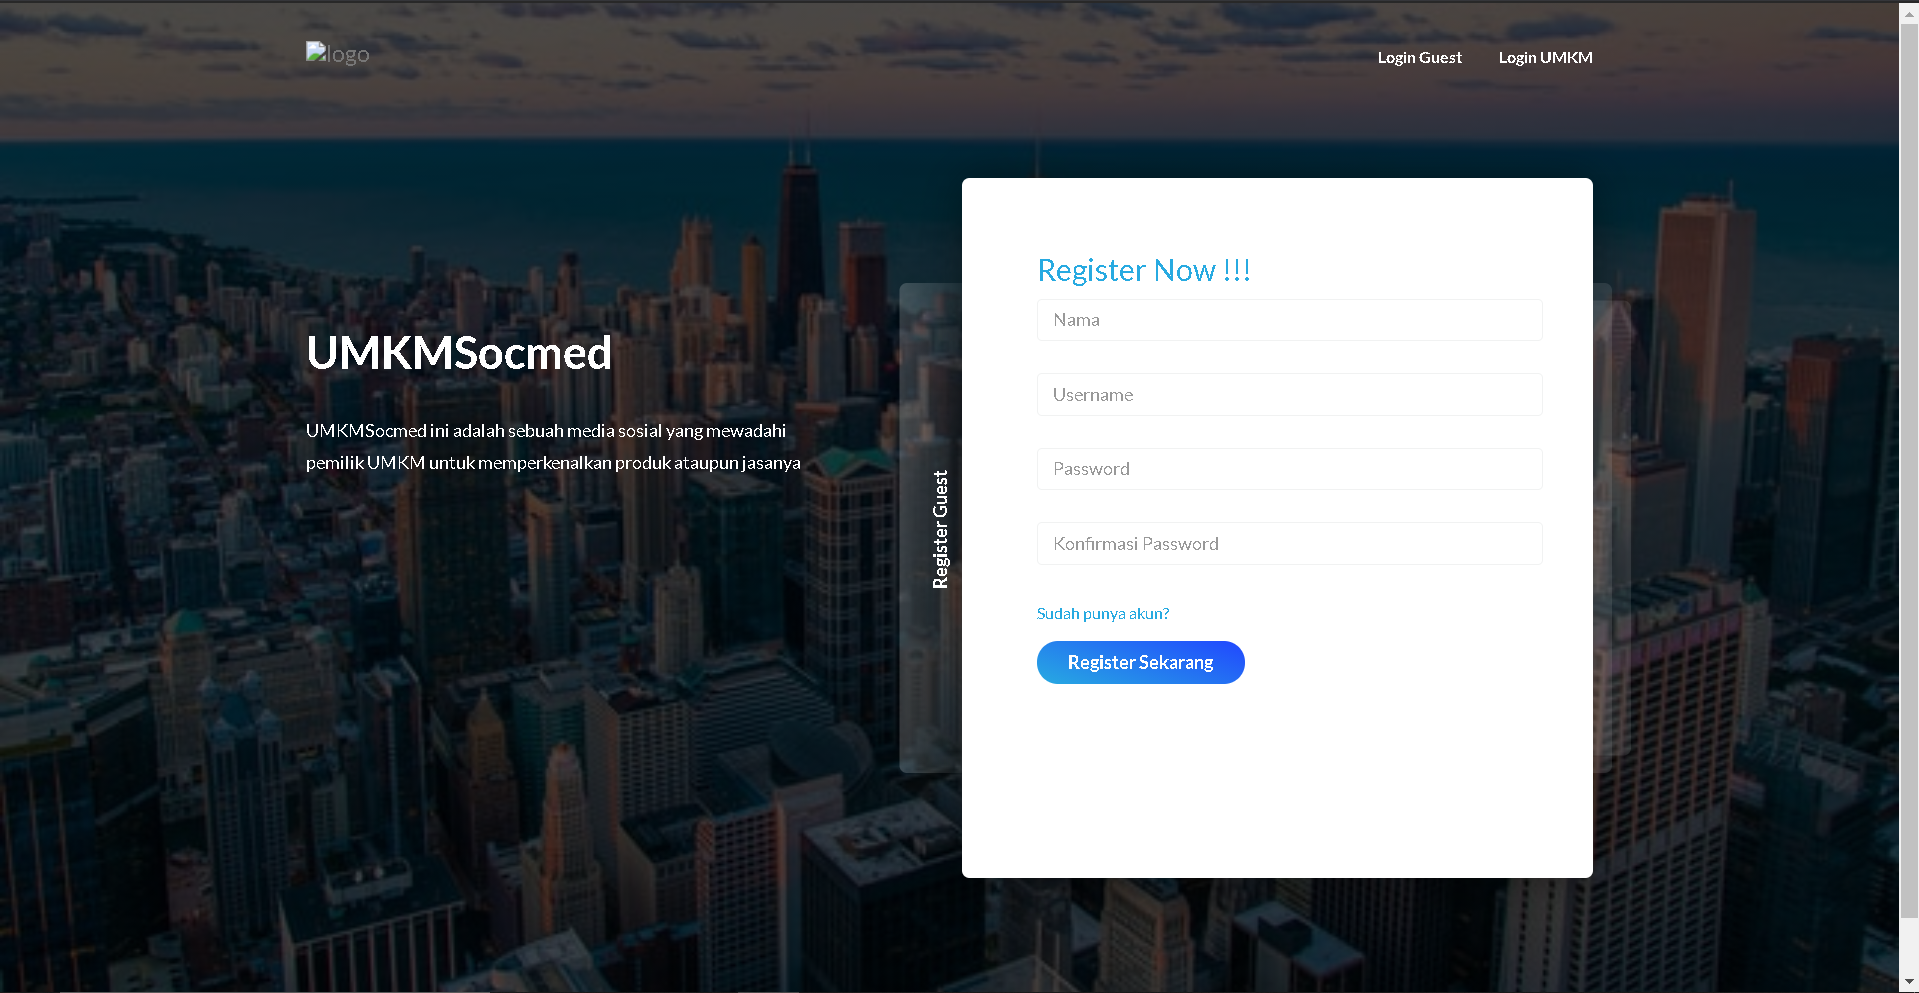 logo
Login Guest
Login UMKM
UMKMSocmed
UMKMSocmed ini adalah sebuah media sosial yang mewadahi
pemilik UMKM untuk memperkenalkan produk ataupun jasanya
Register Guest
Register Now !!!
Nama
Username
Password
Konfirmasi Password
Sudah punya akun?
Register Sekarang